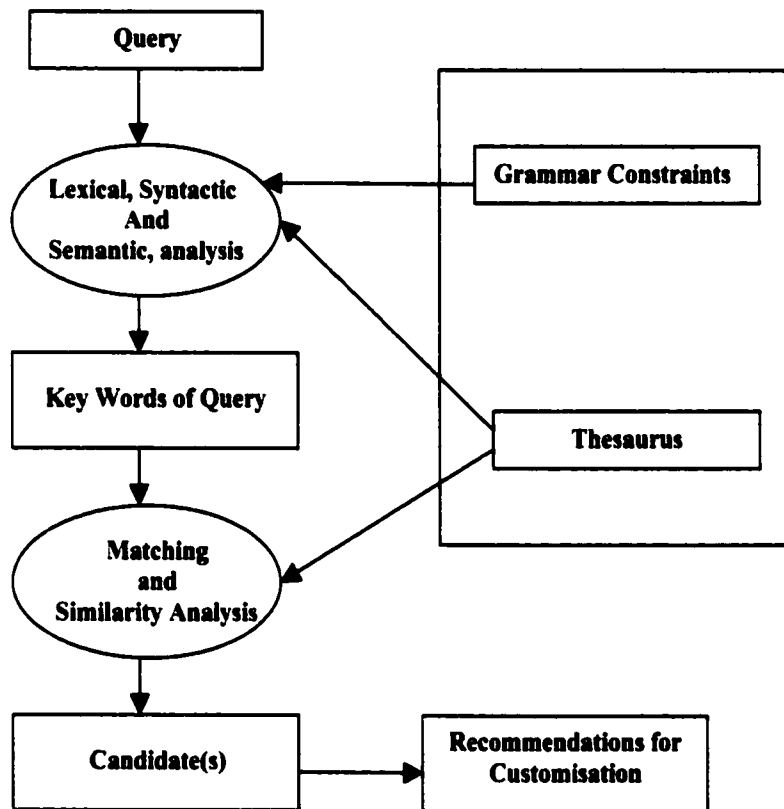 Query
Lexical, Syntactic
And
Semantic, analysis
Grammar Constraints
Key Words of Query
Thesaurus
Matching
and
Similarity Analysis
Candidate(s)
Recommendations for
Customisation